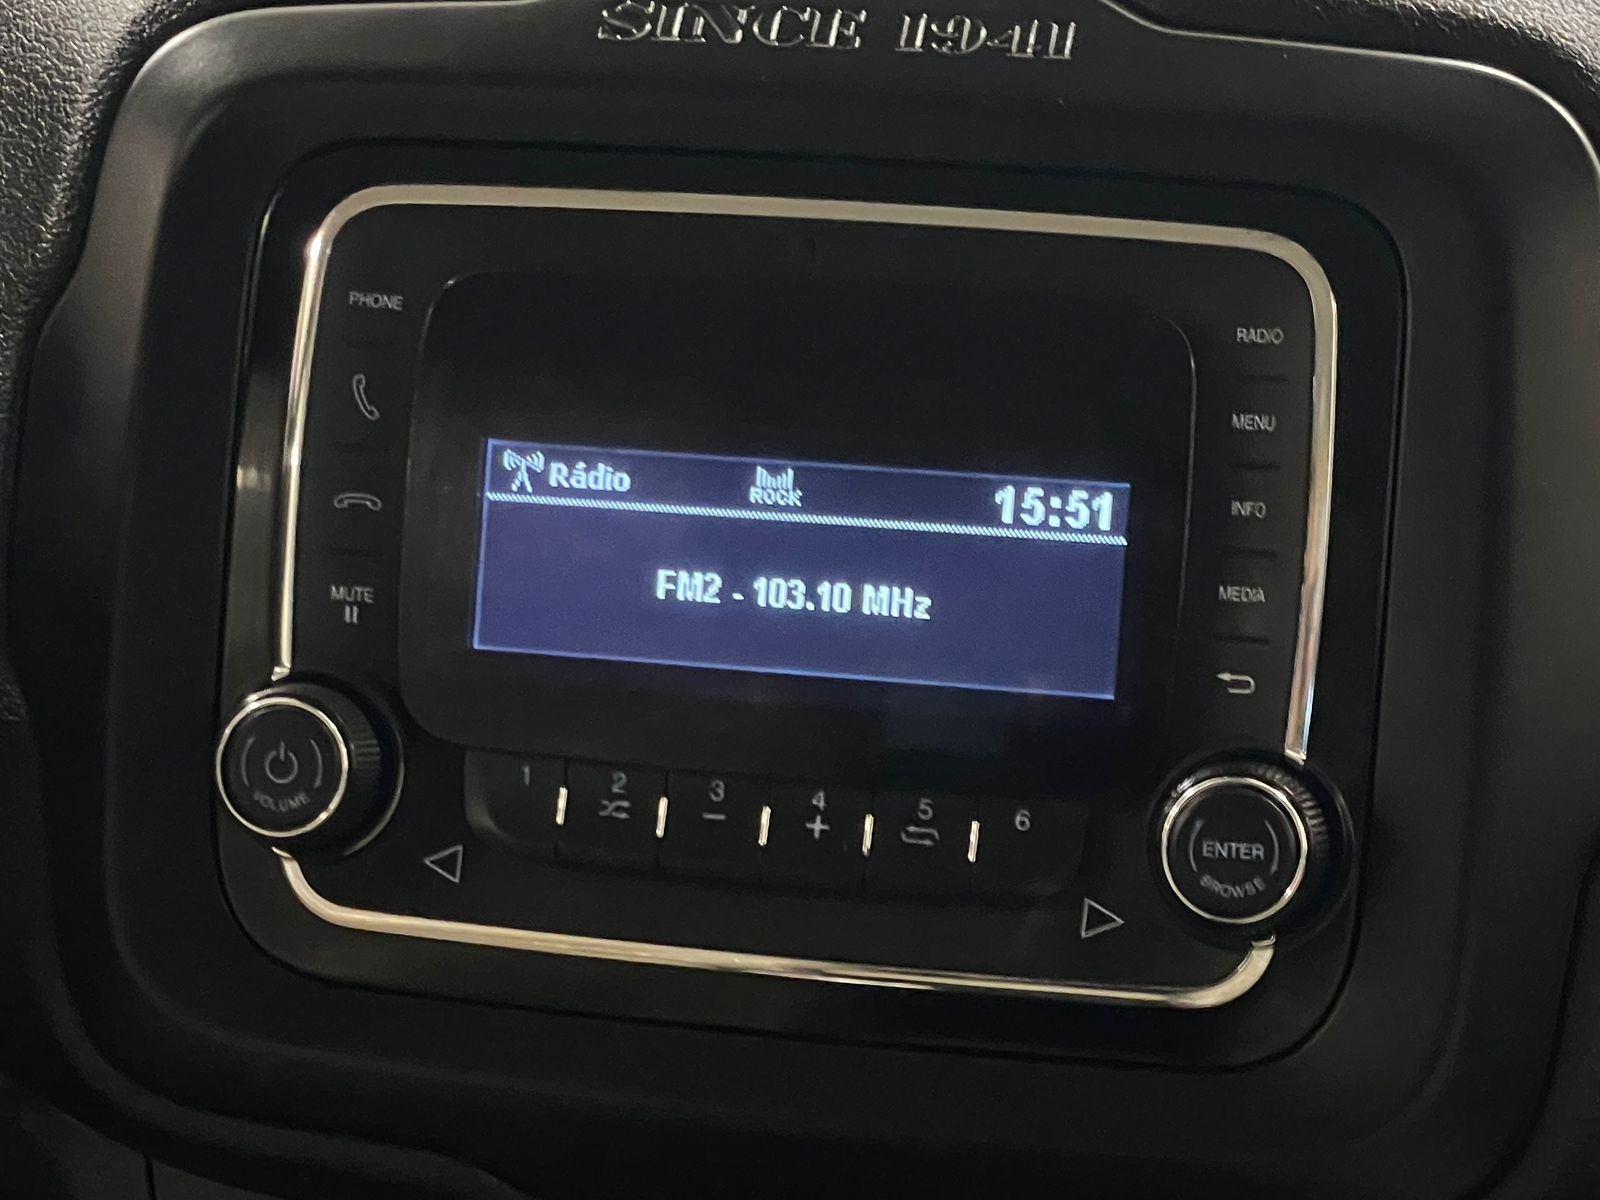 SINCE 1941
PHONE
RADIO
MENU
Rádio
ROCK
15:51
INFO
FM2 - 103.10 MHz
MUTE
MEDIA
VOLUME
1
2
3
4
5
6
ENTER
BROWSE